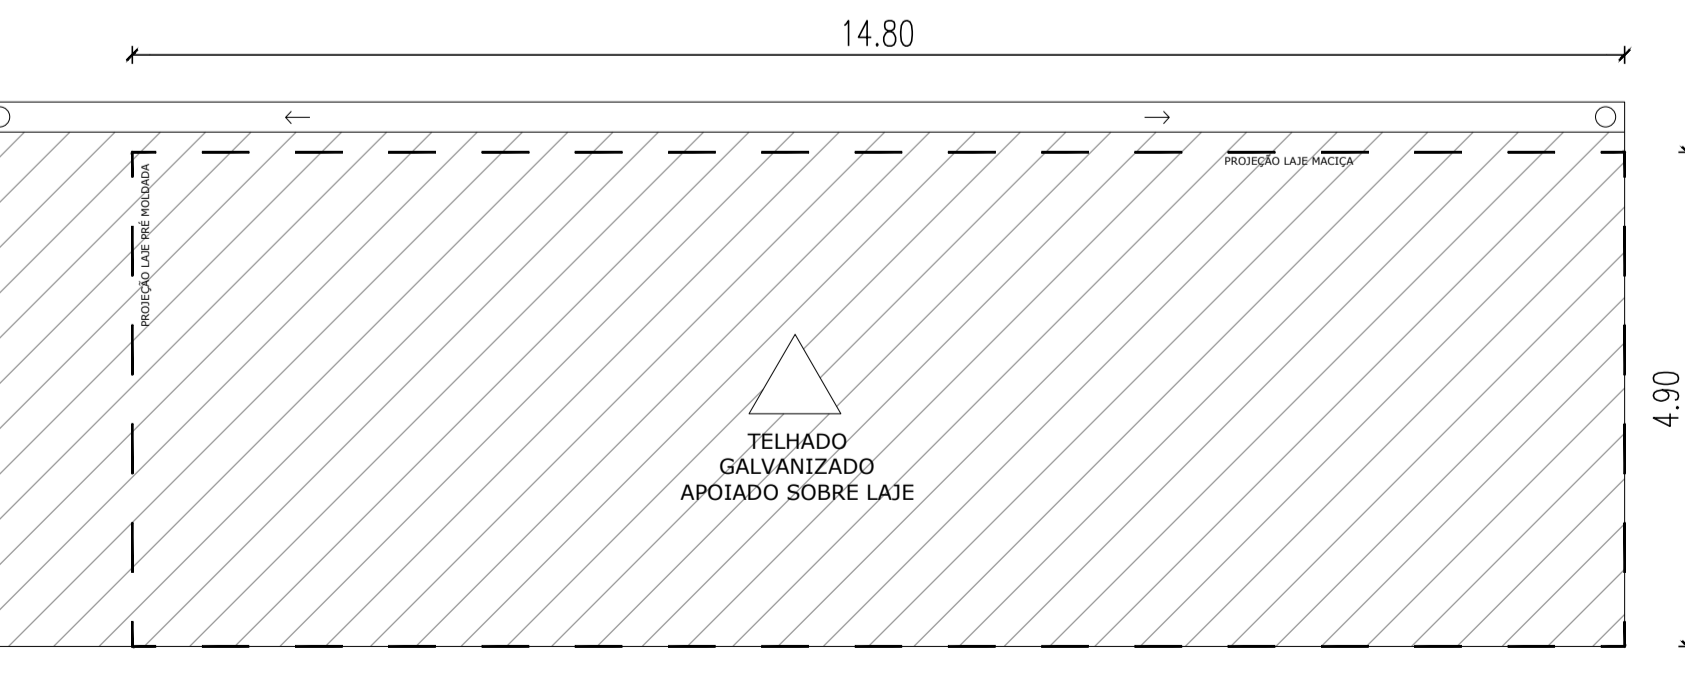 14.80
PROJEÇÃO LAJE MACIÇA
PROJEÇÃO LAJE PRÉ MOLDADA
4.90
TELHADO
GALVANIZADO
APOIADO SOBRE LAJE